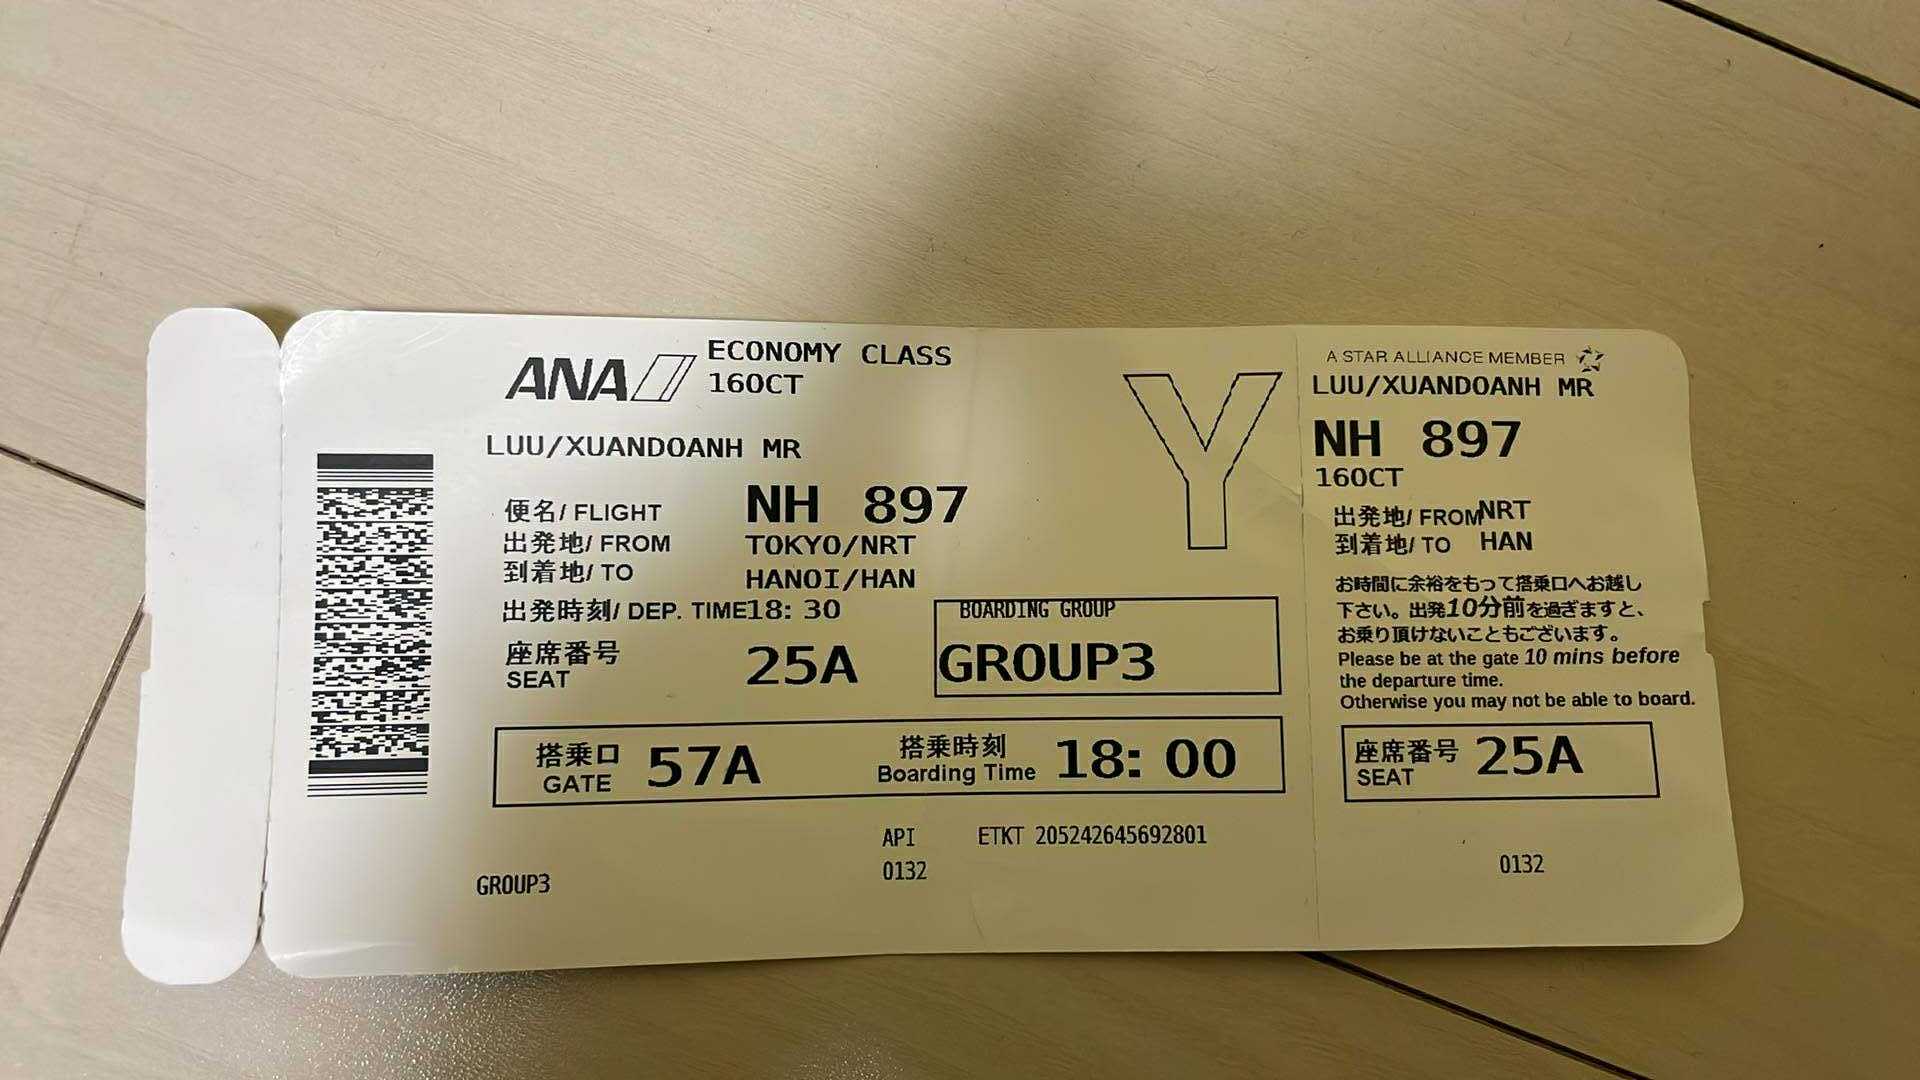 ANA
ECONOMY CLASS
16OCT
LUU/XUANDOANH MR
便名/ FLIGHT NH 897
出発地/ FROM TOKYO/NRT
到着地/ TO HANOI/HAN
出発時刻/ DEP. TIME 18: 30
座席番号
SEAT 25A
BOARDING GROUP
GROUP3
Y
搭乗口
GATE 57A
搭乗時刻
Boarding Time 18: 00
API ETKT 205242645692801
0132
GROUP3
A STAR ALLIANCE MEMBER
LUU/XUANDOANH MR
NH 897
16OCT
出発地/ FROM NRT
到着地/ TO HAN
お時間に余裕をもって搭乗口へお越し
下さい。出発10分前を過ぎますと、
お乗り頂けないこともございます。
Please be at the gate 10 mins before
the departure time.
Otherwise you may not be able to board.
座席番号
SEAT 25A
0132